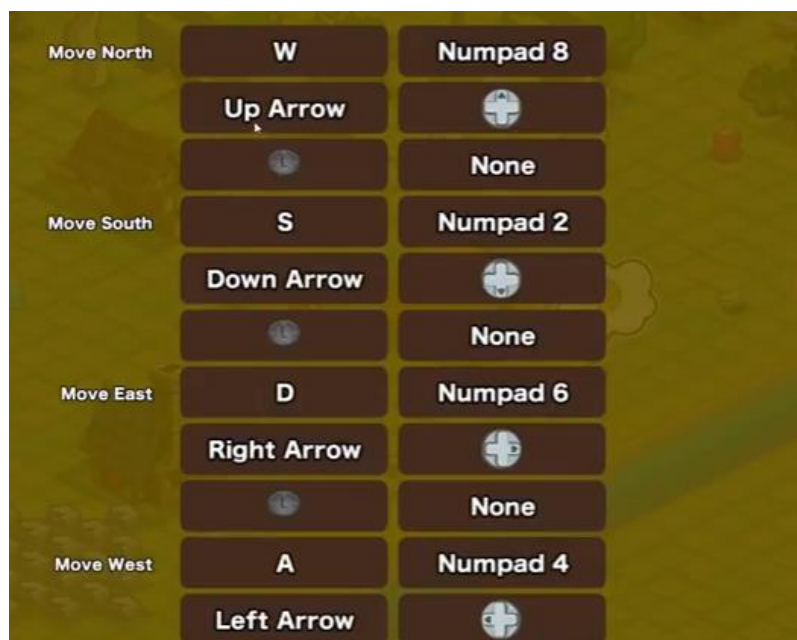 Move North W Numpad 8
Up Arrow
L None
Move South S Numpad 2
Down Arrow
L None
Move East D Numpad 6
Right Arrow
L None
Move West A Numpad 4
Left Arrow